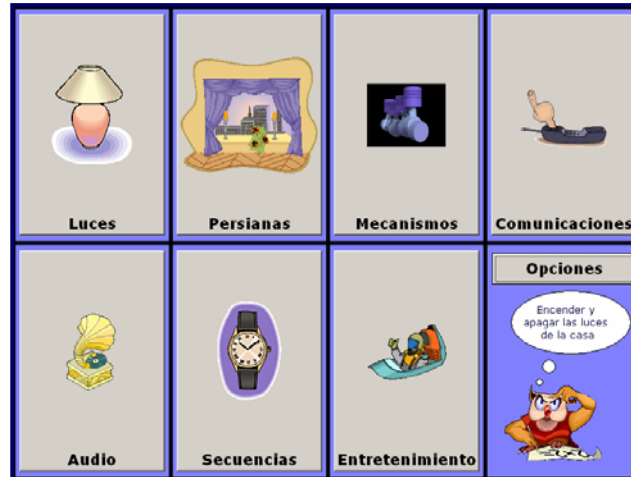 Luces
Persianas
Mecanismos
Comunicaciones
Audio
Secuencias
Entretenimiento
Opciones
Encender y
apagar las luces
de la casa